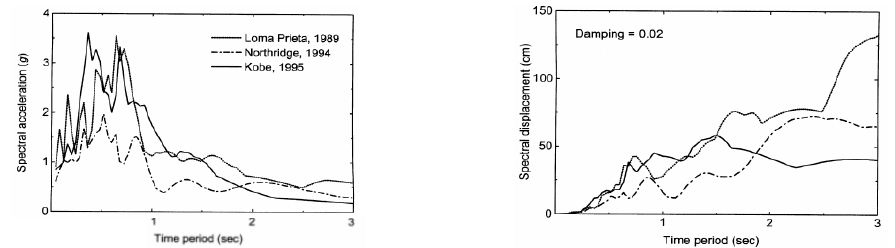 4
3
2
1
0
Spectral acceleration (g)
Loma Prieta, 1989
Northridge, 1994
Kobe, 1995
1
2
3
Time period (sec)
150
100
50
0
Spectral displacement (cm)
Damping = 0.02
1
2
3
Time period (sec)